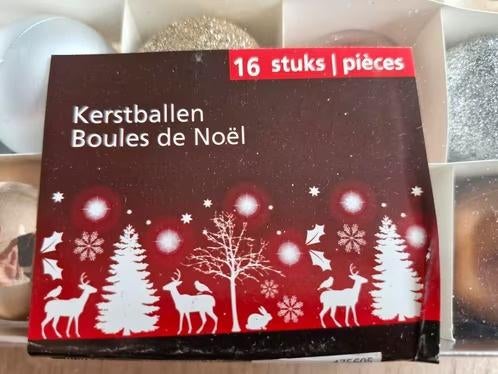 16 stuks | pièces
Kerstballen
Boules de Noël